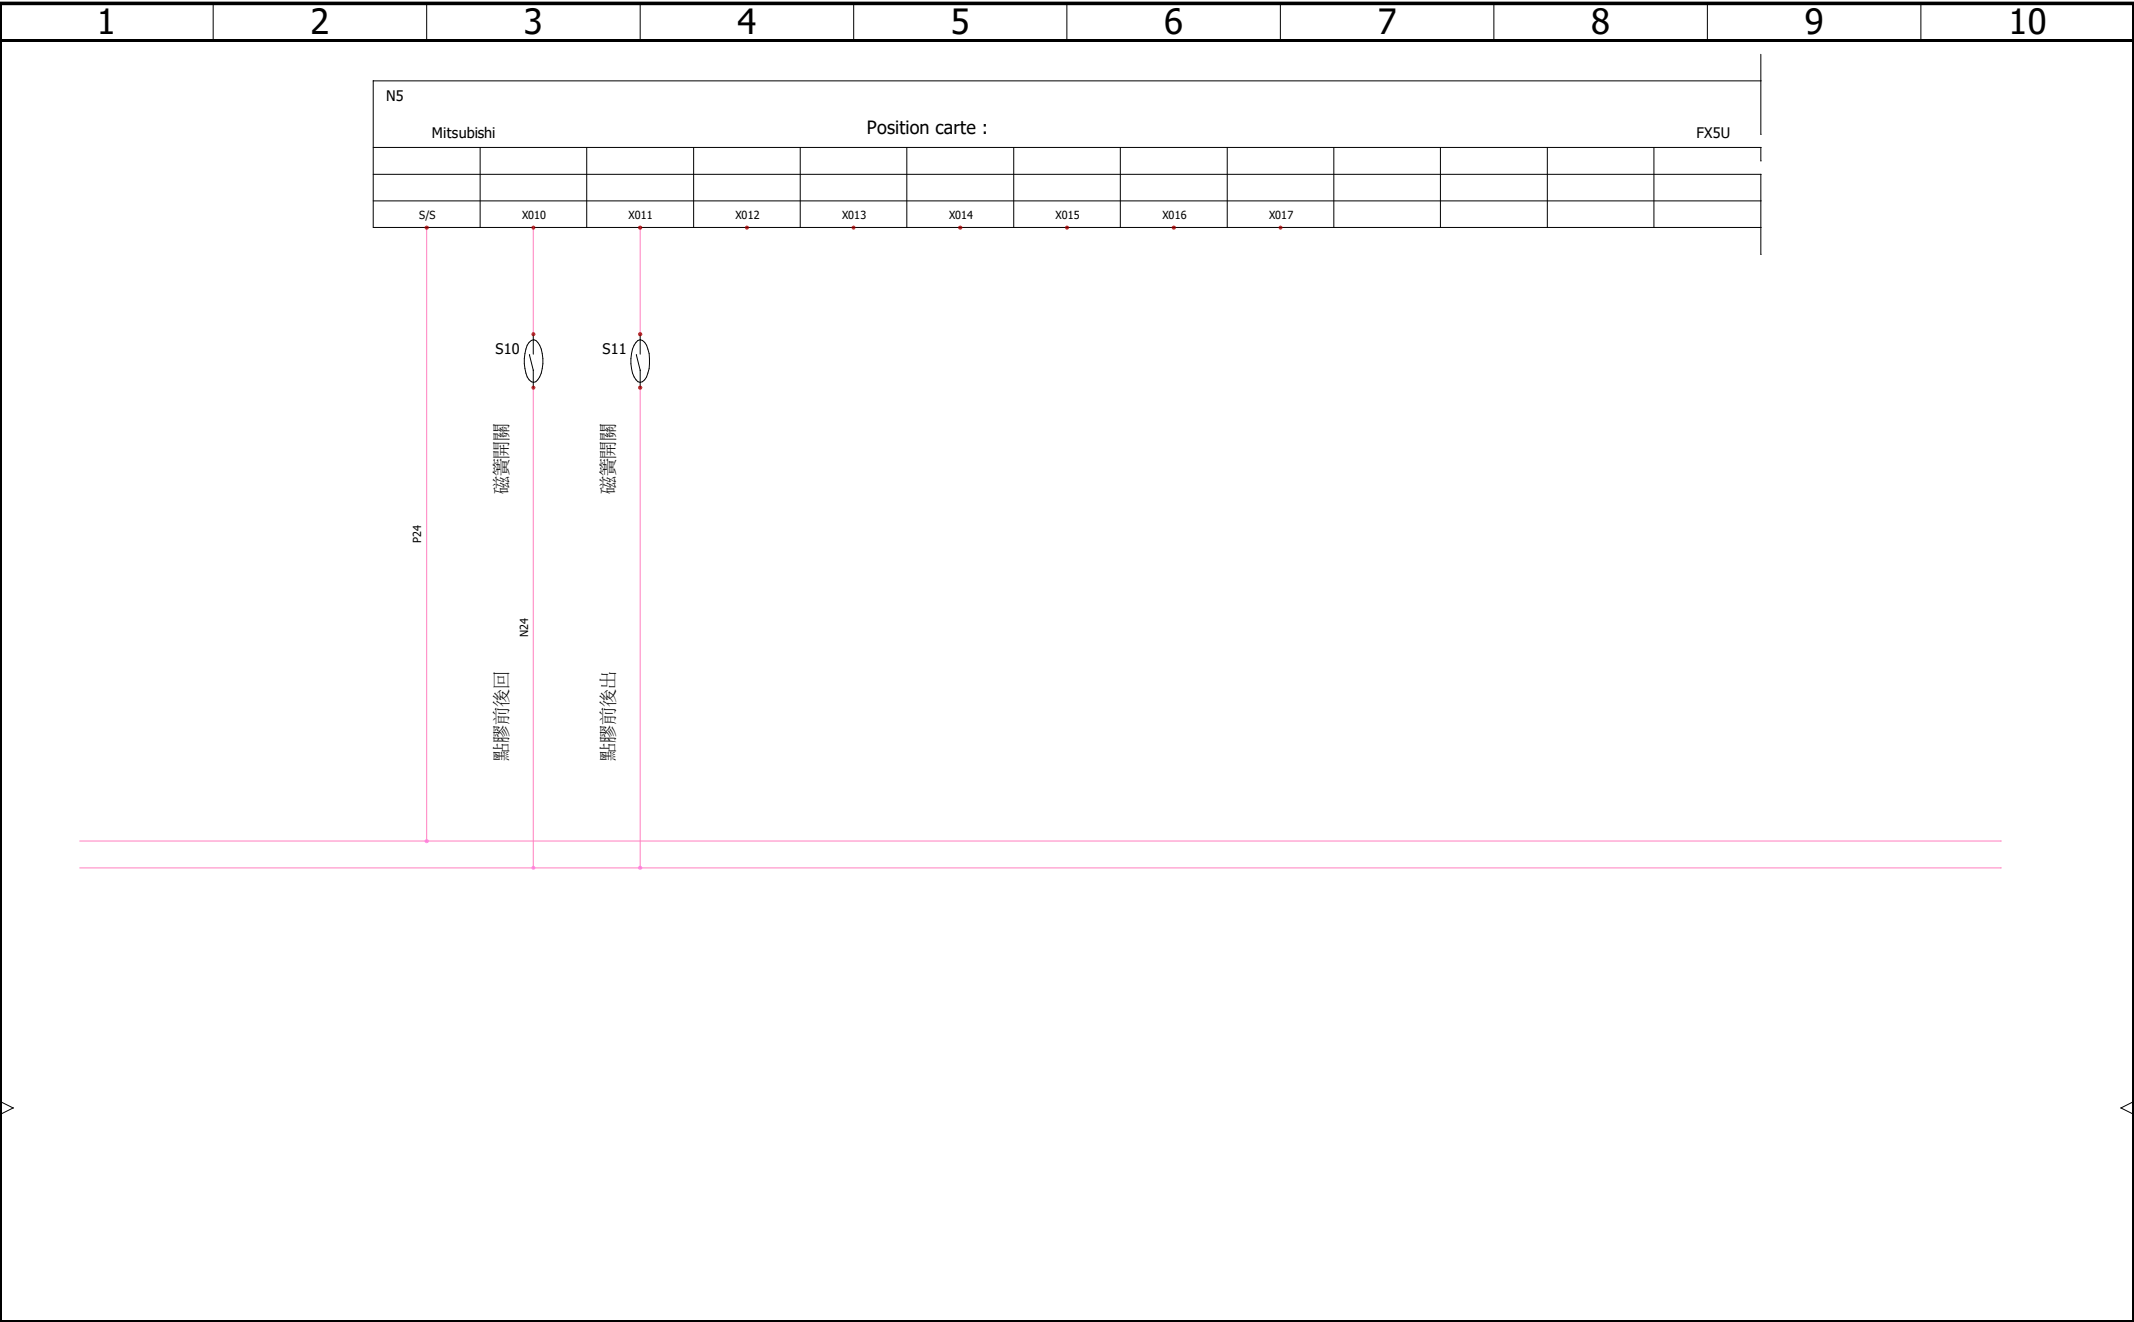 1 2 3 4 5 6 7 8 9 10
N5
Mitsubishi Position carte : FX5U
S/S X010 X011 X012 X013 X014 X015 X016 X017
S10 S11
磁簧開關 磁簧開關
P24
N24
點膠前後回 點膠前後出